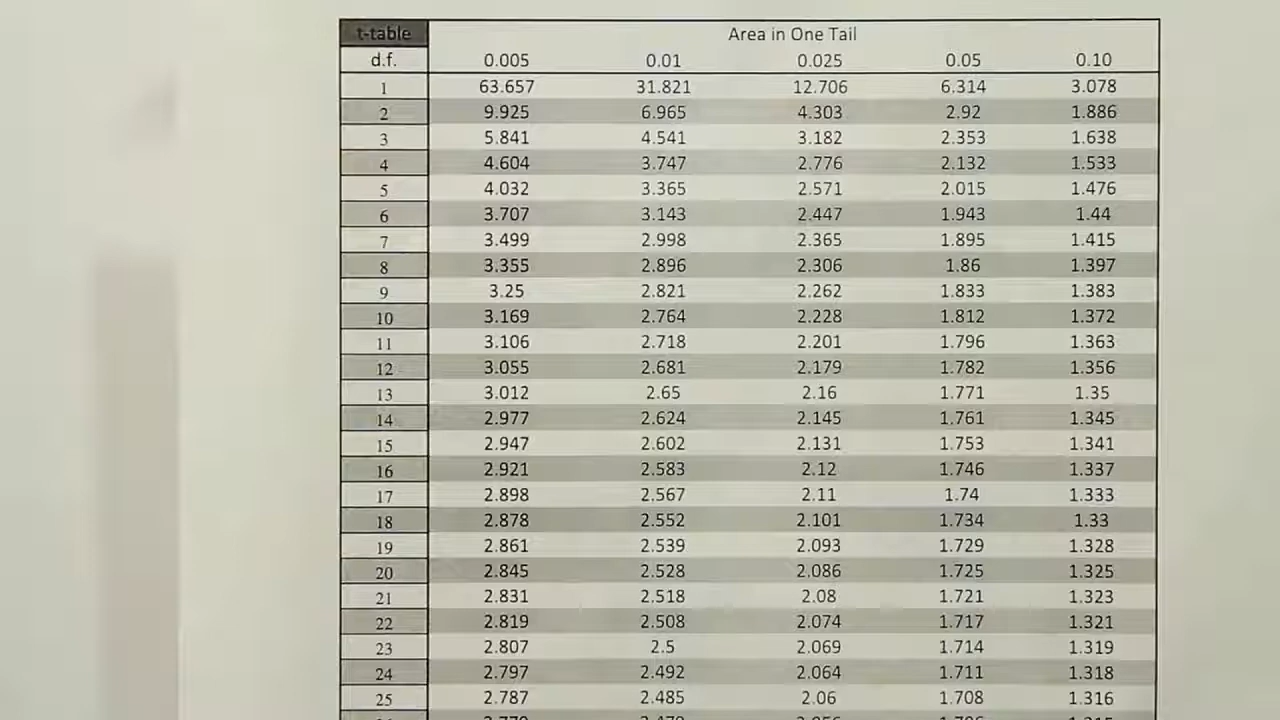 t-table Area in One Tail
d.f. 0.005 0.01 0.025 0.05 0.10
1 63.657 31.821 12.706 6.314 3.078
2 9.925 6.965 4.303 2.92 1.886
3 5.841 4.541 3.182 2.353 1.638
4 4.604 3.747 2.776 2.132 1.533
5 4.032 3.365 2.571 2.015 1.476
6 3.707 3.143 2.447 1.943 1.44
7 3.499 2.998 2.365 1.895 1.415
8 3.355 2.896 2.306 1.86 1.397
9 3.25 2.821 2.262 1.833 1.383
10 3.169 2.764 2.228 1.812 1.372
11 3.106 2.718 2.201 1.796 1.363
12 3.055 2.681 2.179 1.782 1.356
13 3.012 2.65 2.16 1.771 1.35
14 2.977 2.624 2.145 1.761 1.345
15 2.947 2.602 2.131 1.753 1.341
16 2.921 2.583 2.12 1.746 1.337
17 2.898 2.567 2.11 1.74 1.333
18 2.878 2.552 2.101 1.734 1.33
19 2.861 2.539 2.093 1.729 1.328
20 2.845 2.528 2.086 1.725 1.325
21 2.831 2.518 2.08 1.721 1.323
22 2.819 2.508 2.074 1.717 1.321
23 2.807 2.5 2.069 1.714 1.319
24 2.797 2.492 2.064 1.711 1.318
25 2.787 2.485 2.06 1.708 1.316